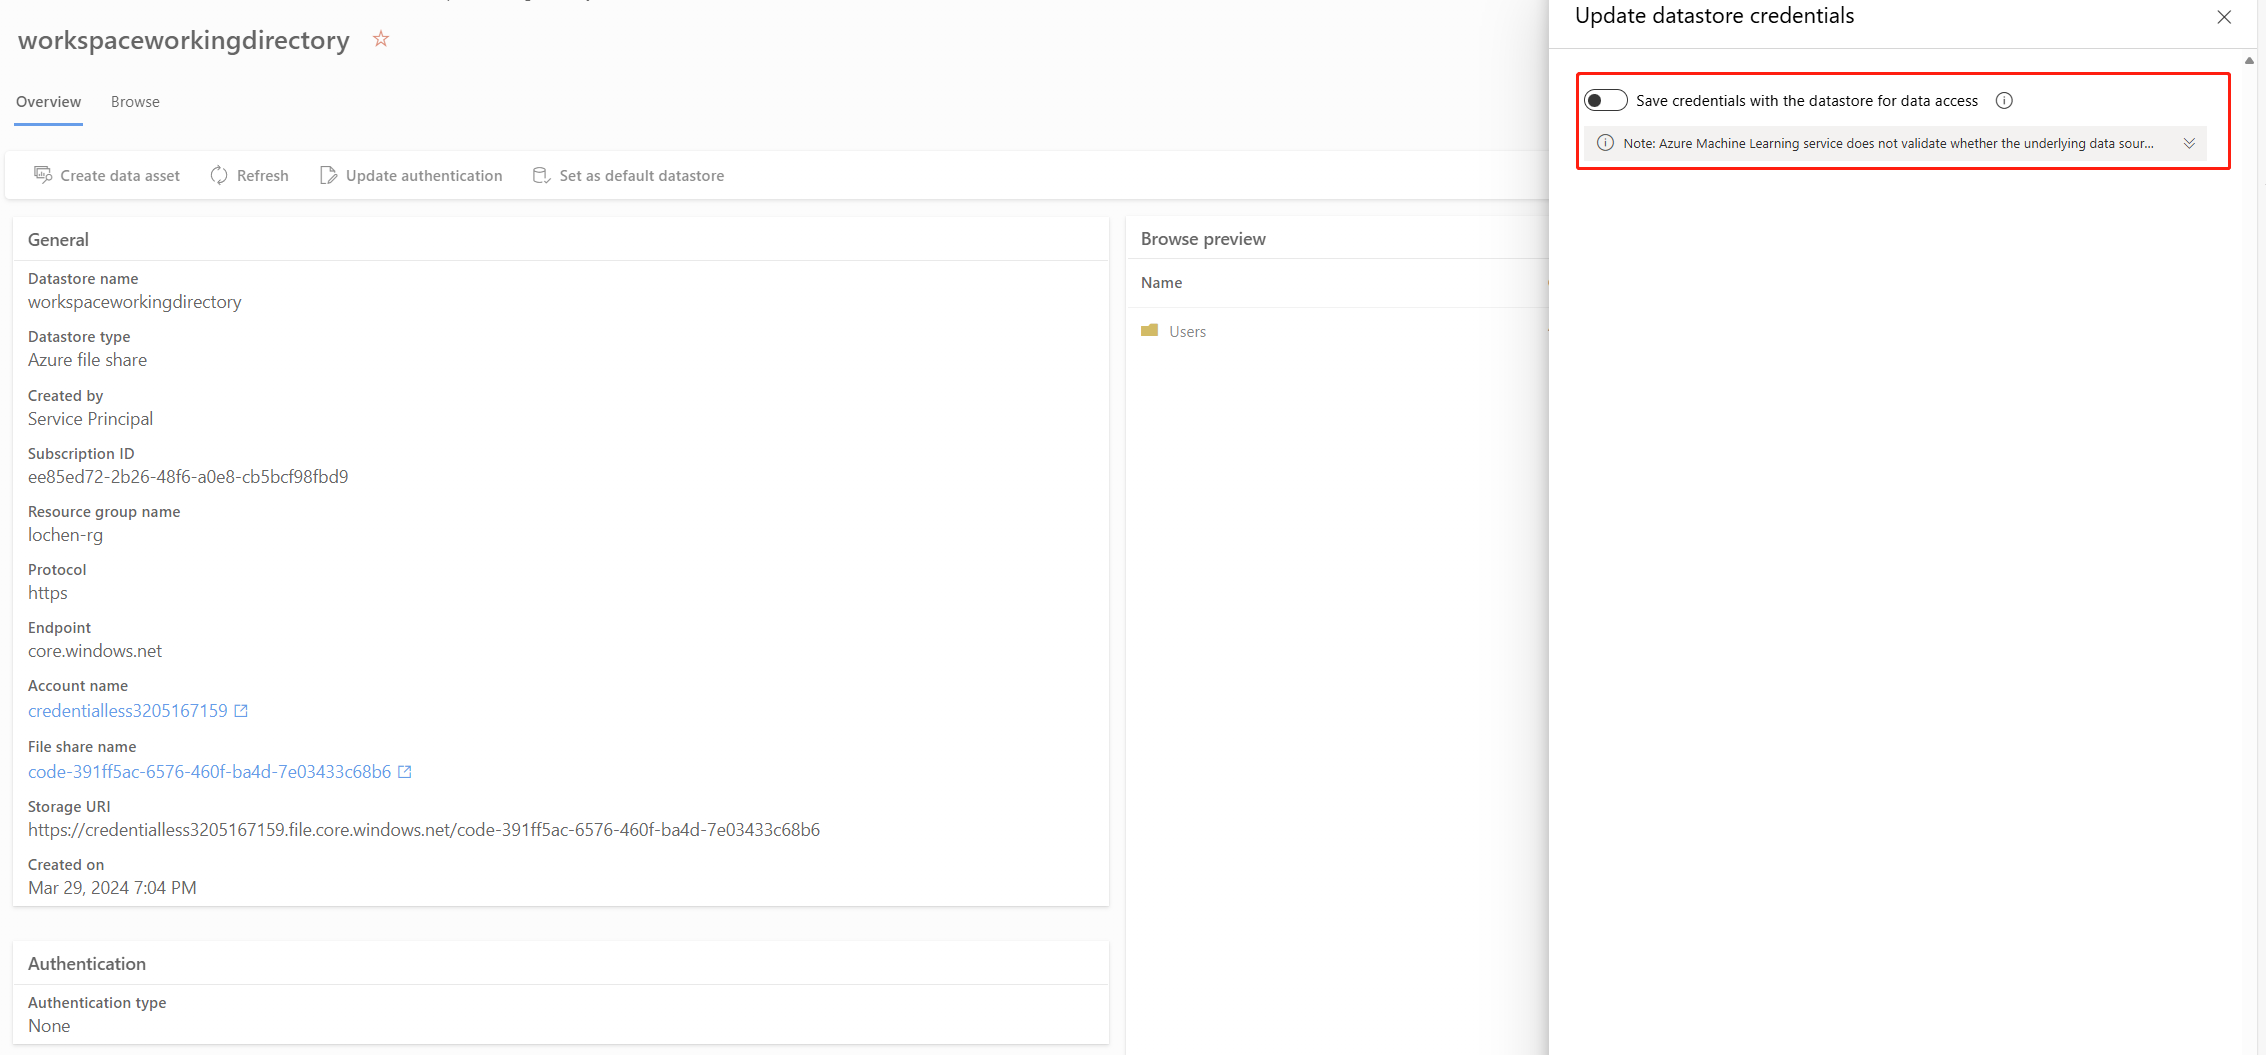 workspaceworkingdirectory
Overview
Browse
Create data asset
Refresh
Update authentication
Set as default datastore
General
Datastore name
workspaceworkingdirectory
Datastore type
Azure file share
Created by
Service Principal
Subscription ID
ee85ed72-2b26-48f6-a0e8-cb5bcf98fbd9
Resource group name
lochen-rg
Protocol
https
Endpoint
core.windows.net
Account name
credentialless3205167159
File share name
code-391ff5ac-6576-460f-ba4d-7e03433c68b6
Storage URI
https://credentialless3205167159.file.core.windows.net/code-391ff5ac-6576-460f-ba4d-7e03433c68b6
Created on
Mar 29, 2024 7:04 PM
Authentication
Authentication type
None
Browse preview
Name
Users
Update datastore credentials
Save credentials with the datastore for data access
Note: Azure Machine Learning service does not validate whether the underlying data sour...